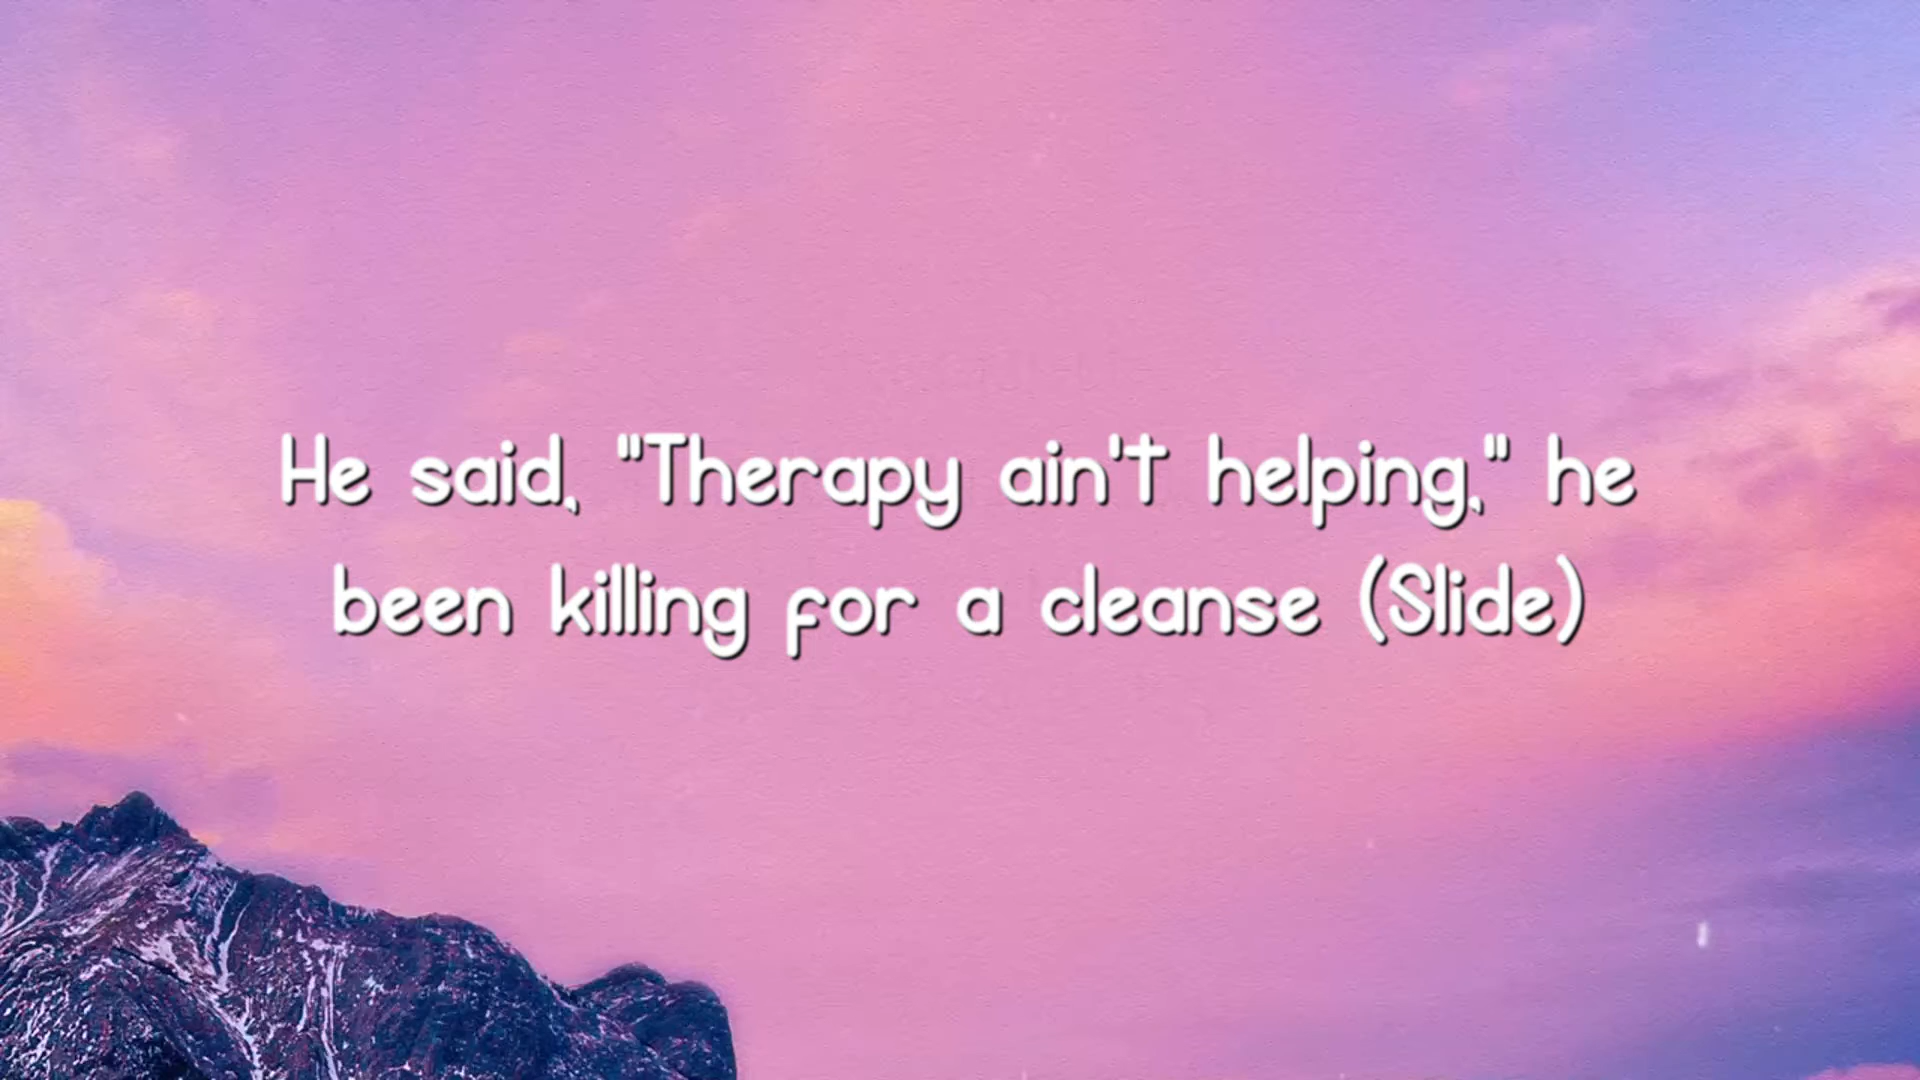 He said, "Therapy ain't helping," he
been killing for a cleanse (Slide)